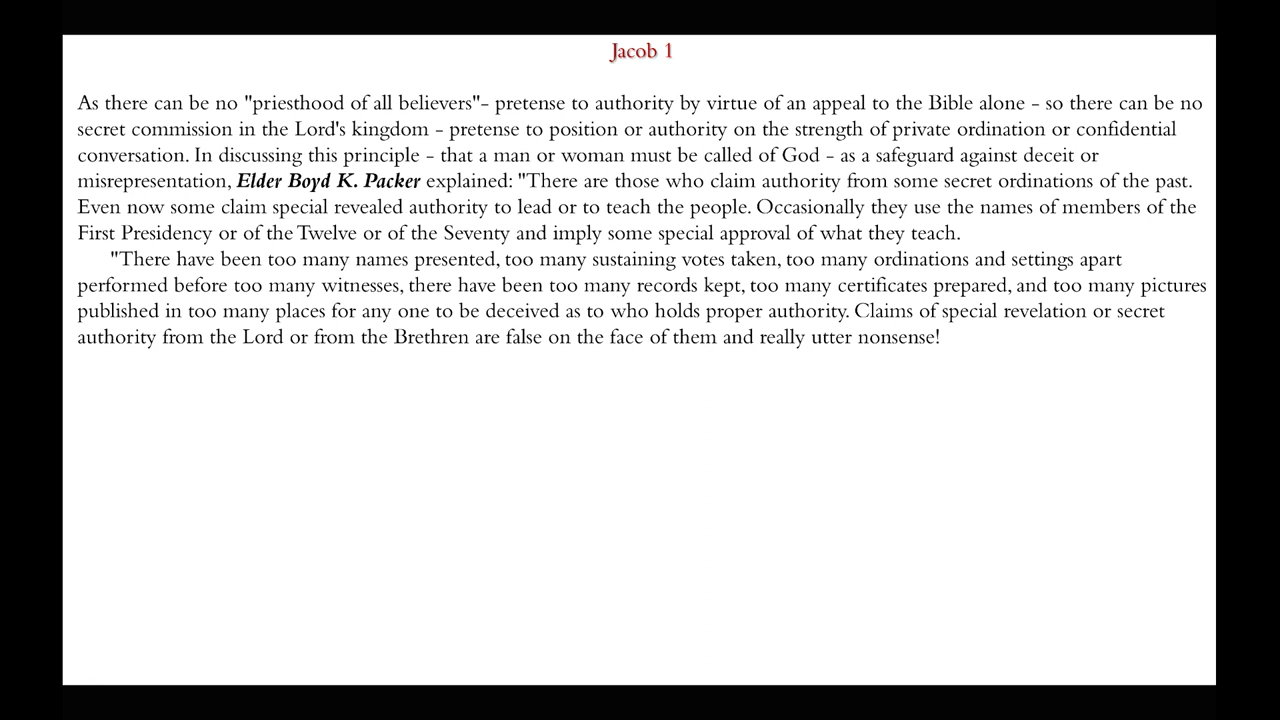 Jacob 1
As there can be no "priesthood of all believers"- pretense to authority by virtue of an appeal to the Bible alone - so there can be no
secret commission in the Lord's kingdom - pretense to position or authority on the strength of private ordination or confidential
conversation. In discussing this principle - that a man or woman must be called of God - as a safeguard against deceit or
misrepresentation, Elder Boyd K. Packer explained: "There are those who claim authority from some secret ordinations of the past.
Even now some claim special revealed authority to lead or to teach the people. Occasionally they use the names of members of the
First Presidency or of the Twelve or of the Seventy and imply some special approval of what they teach.
"There have been too many names presented, too many sustaining votes taken, too many ordinations and settings apart
performed before too many witnesses, there have been too many records kept, too many certificates prepared, and too many pictures
published in too many places for any one to be deceived as to who holds proper authority. Claims of special revelation or secret
authority from the Lord or from the Brethren are false on the face of them and really utter nonsense!